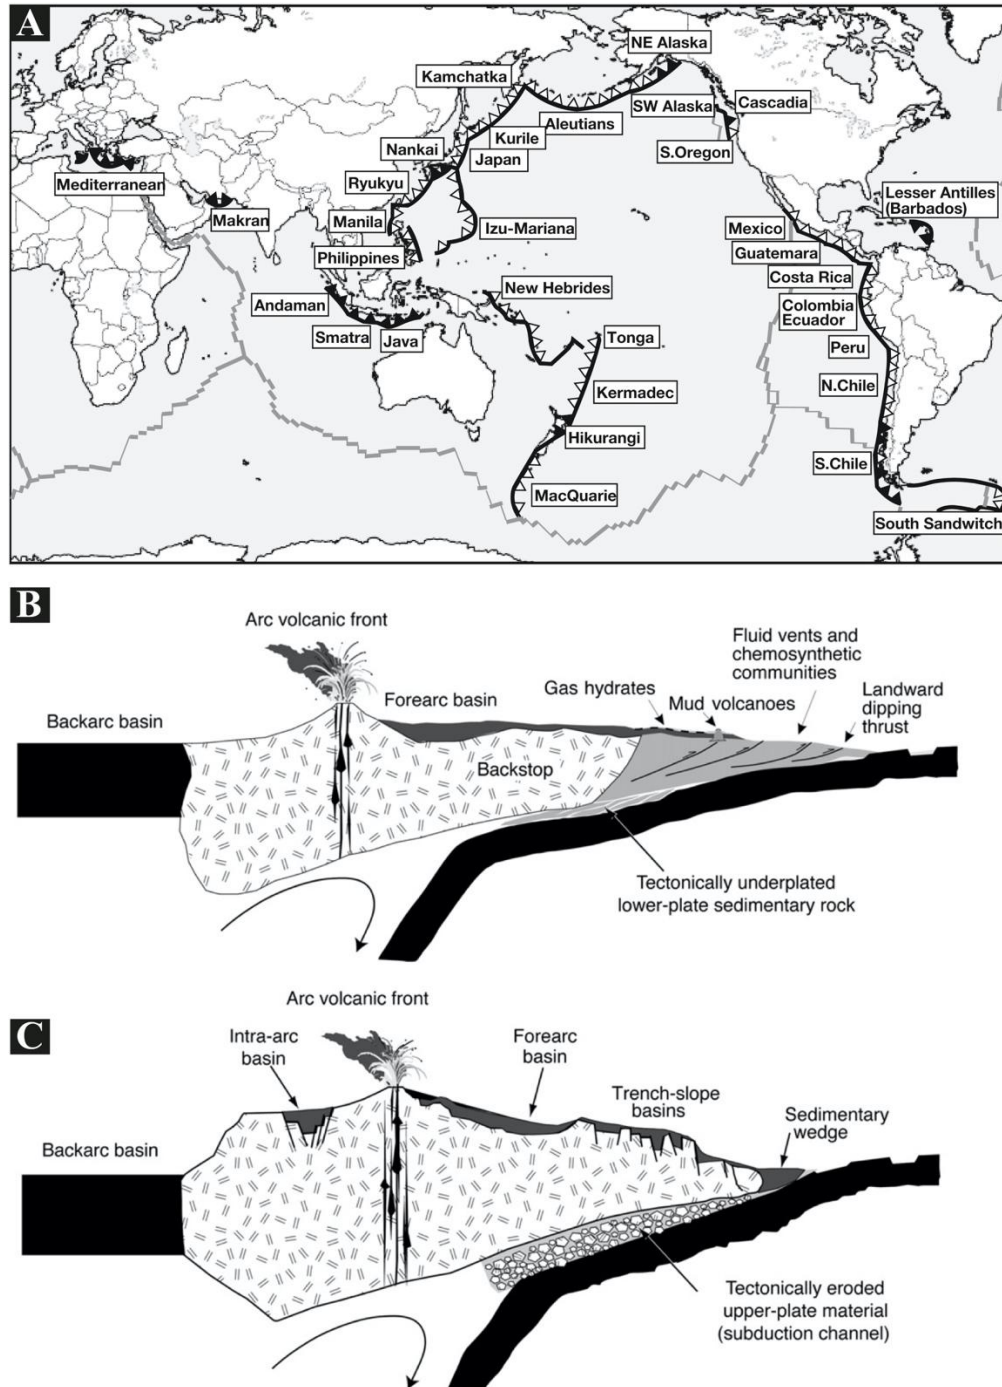 A
NE Alaska
Kamchatka
SW Alaska
Cascadia
Aleutians
Kurile
S.Oregon
Nankai
Japan
Mediterranean
Ryukyu
Lesser Antilles
(Barbados)
Makran
Manila
Izu-Mariana
Mexico
Philippines
Guatemara
Costa Rica
New Hebrides
Andaman
Colombia
Ecuador
Smatra
Java
Tonga
Peru
Kermadec
N.Chile
Hikurangi
S.Chile
MacQuarie
South Sandwitch
B
Arc volcanic front
Fluid vents and
chemosynthetic
communities
Gas hydrates
Mud volcanoes
Landward
dipping
thrust
Backarc basin
Forearc basin
Backstop
Tectonically underplated
lower-plate sedimentary rock
C
Arc volcanic front
Intra-arc
basin
Forearc
basin
Trench-slope
basins
Sedimentary
wedge
Backarc basin
Tectonically eroded
upper-plate material
(subduction channel)